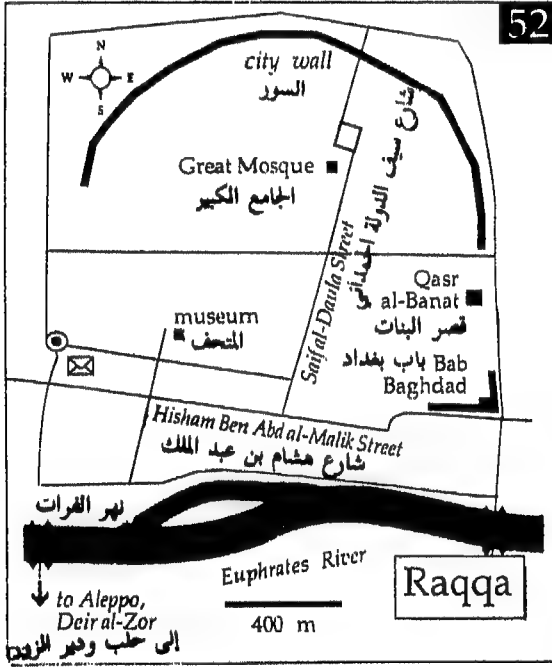 52
N
W E
S
city wall
السور
شارع سيف الدولة الحمداني
Great Mosque
الجامع الكبير
Saif al-Daula Street
Qasr
al-Banat
قصر البنات
museum
المتحف
باب بغداد Bab
Baghdad
Hisham Ben Abd al-Malik Street
شارع هشام بن عبد الملك
نهر الفرات
Euphrates River
Raqqa
to Aleppo,
Deir al-Zor
إلى حلب ودير الزور
400 m